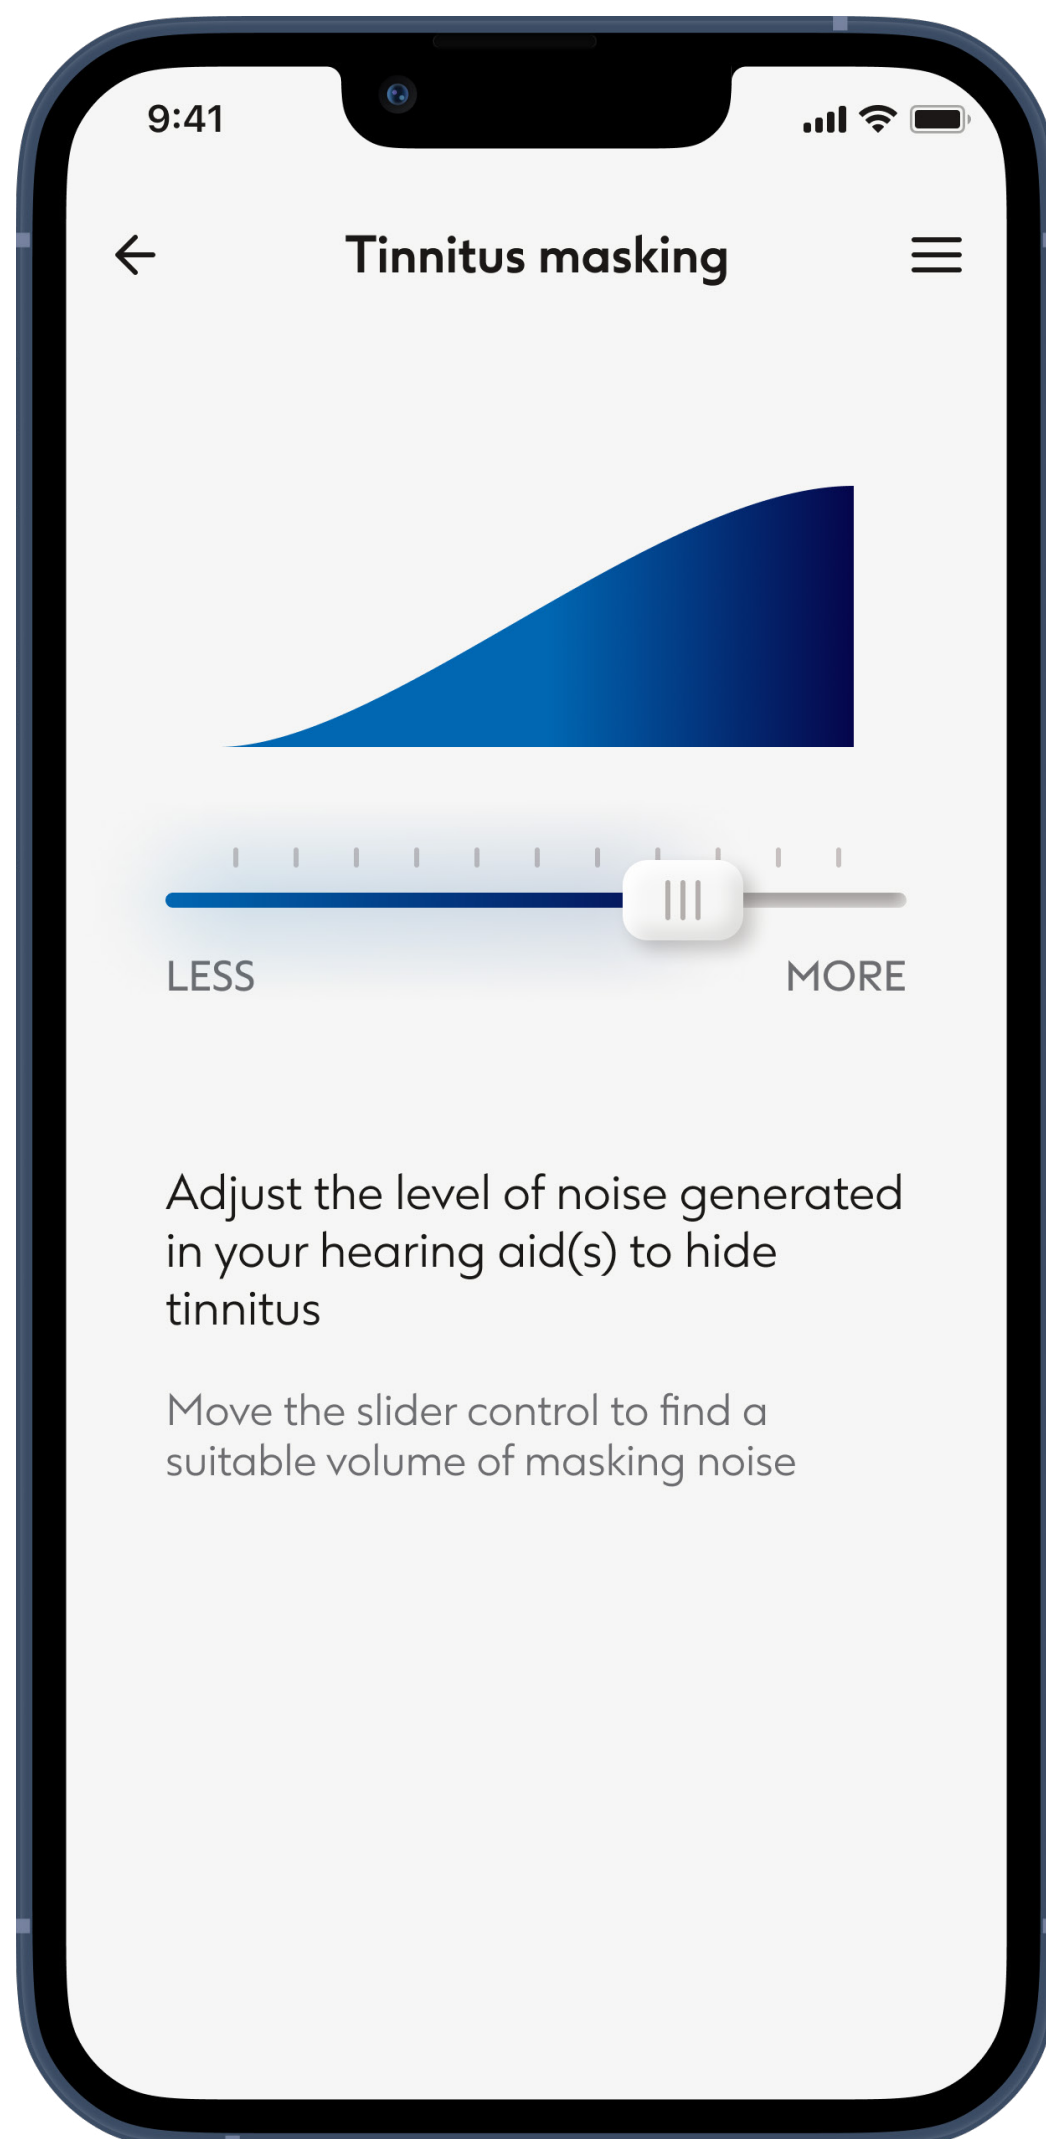 9:41
Tinnitus masking
LESS
MORE
Adjust the level of noise generated
in your hearing aid(s) to hide
tinnitus
Move the slider control to find a
suitable volume of masking noise